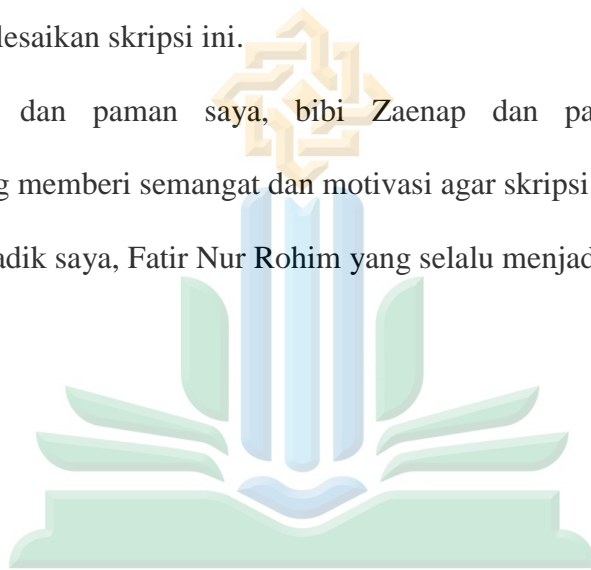 lesaikan skripsi ini.
dan paman saya, bibi Zaenap dan pa
g memberi semangat dan motivasi agar skripsi
adik saya, Fatir Nur Rohim yang selalu menjad